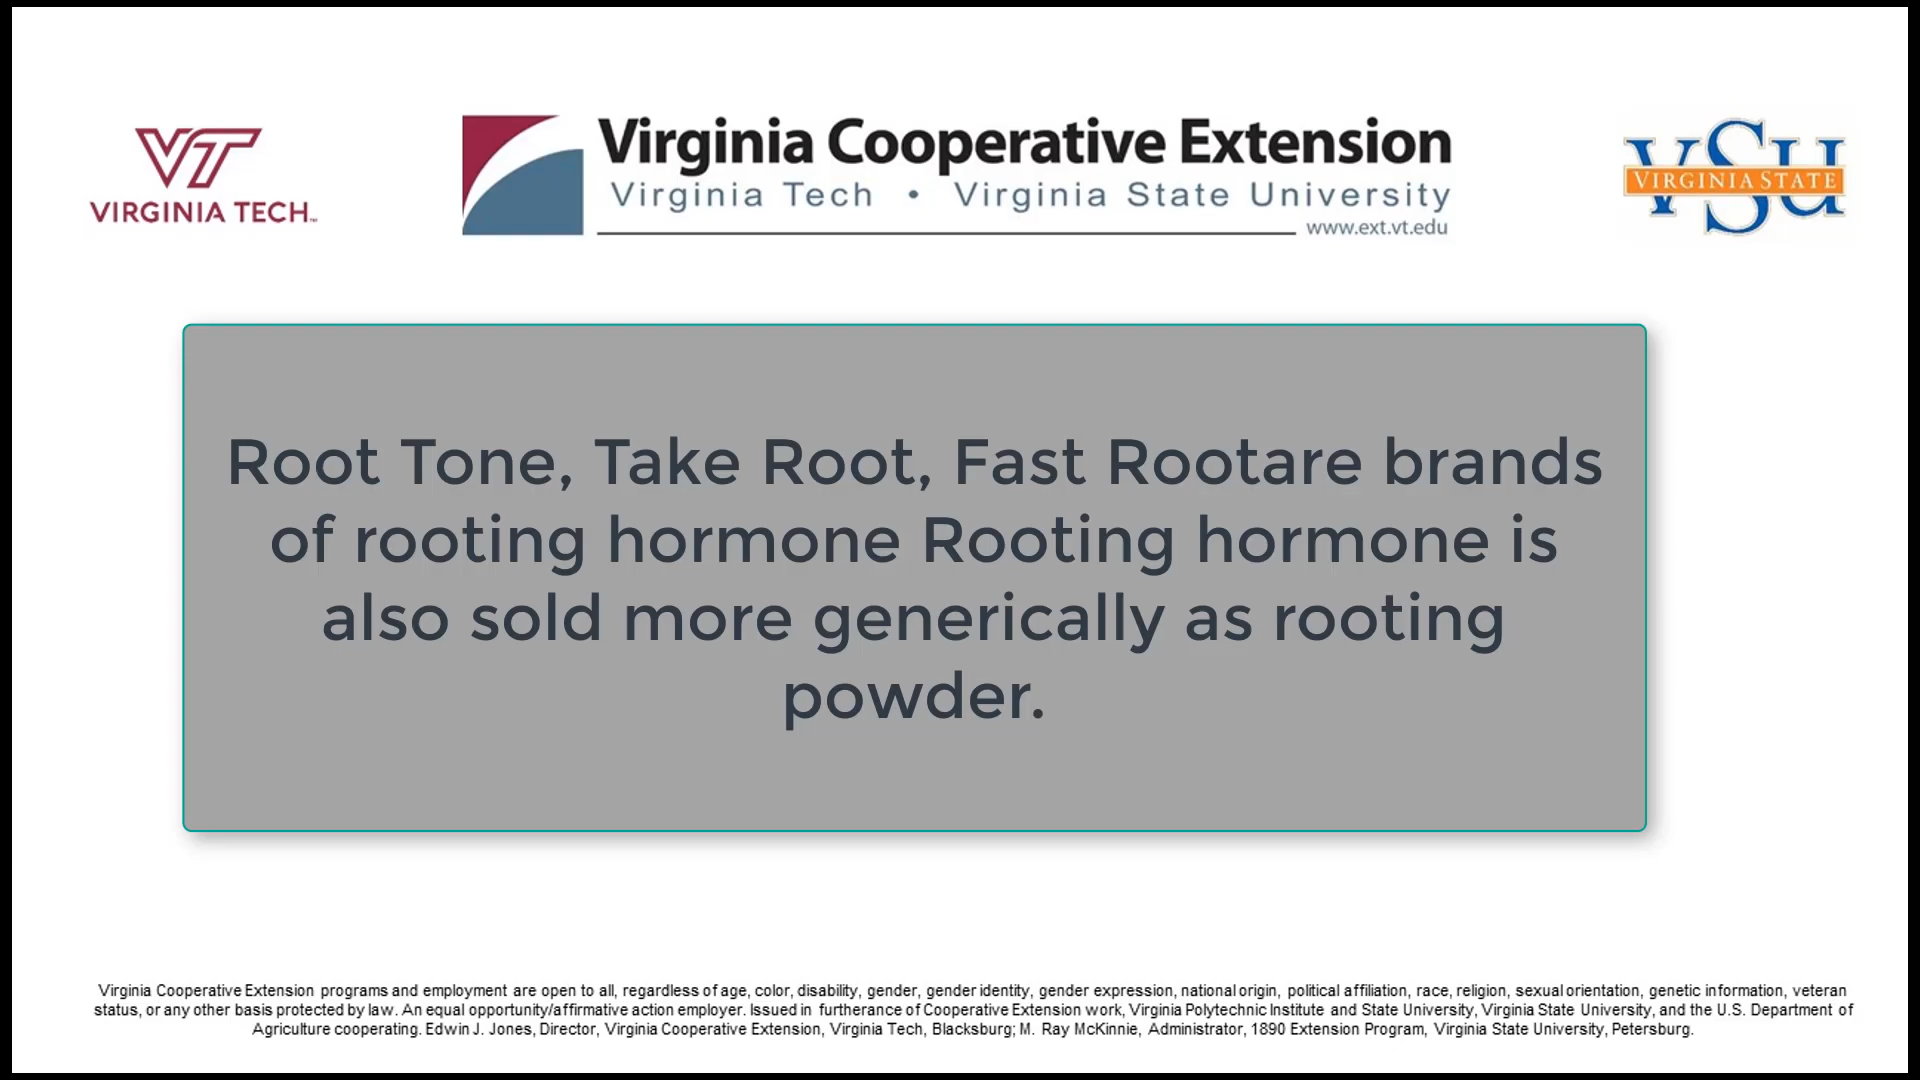 VT
VIRGINIA TECH™
Virginia Cooperative Extension
Virginia Tech • Virginia State University
www.ext.vt.edu
VSU
VIRGINIA STATE
Root Tone, Take Root, Fast Rootare brands
of rooting hormone Rooting hormone is
also sold more generically as rooting
powder.
Virginia Cooperative Extension programs and employment are open to all, regardless of age, color, disability, gender, gender identity, gender expression, national origin, political affiliation, race, religion, sexual orientation, genetic information, veteran
status, or any other basis protected by law. An equal opportunity/affirmative action employer. Issued in furtherance of Cooperative Extension work, Virginia Polytechnic Institute and State University, Virginia State University, and the U.S. Department of
Agriculture cooperating. Edwin J. Jones, Director, Virginia Cooperative Extension, Virginia Tech, Blacksburg; M. Ray McKinnie, Administrator, 1890 Extension Program, Virginia State University, Petersburg.